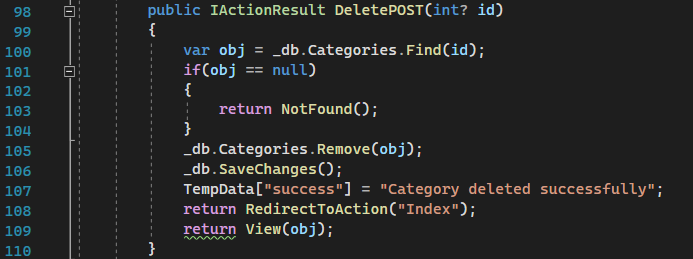 98 public IActionResult DeletePOST(int? id)
99 {
100 var obj = _db.Categories.Find(id);
101 if(obj == null)
102 {
103 return NotFound();
104 }
105 _db.Categories.Remove(obj);
106 _db.SaveChanges();
107 TempData["success"] = "Category deleted successfully";
108 return RedirectToAction("Index");
109 return View(obj);
110 }